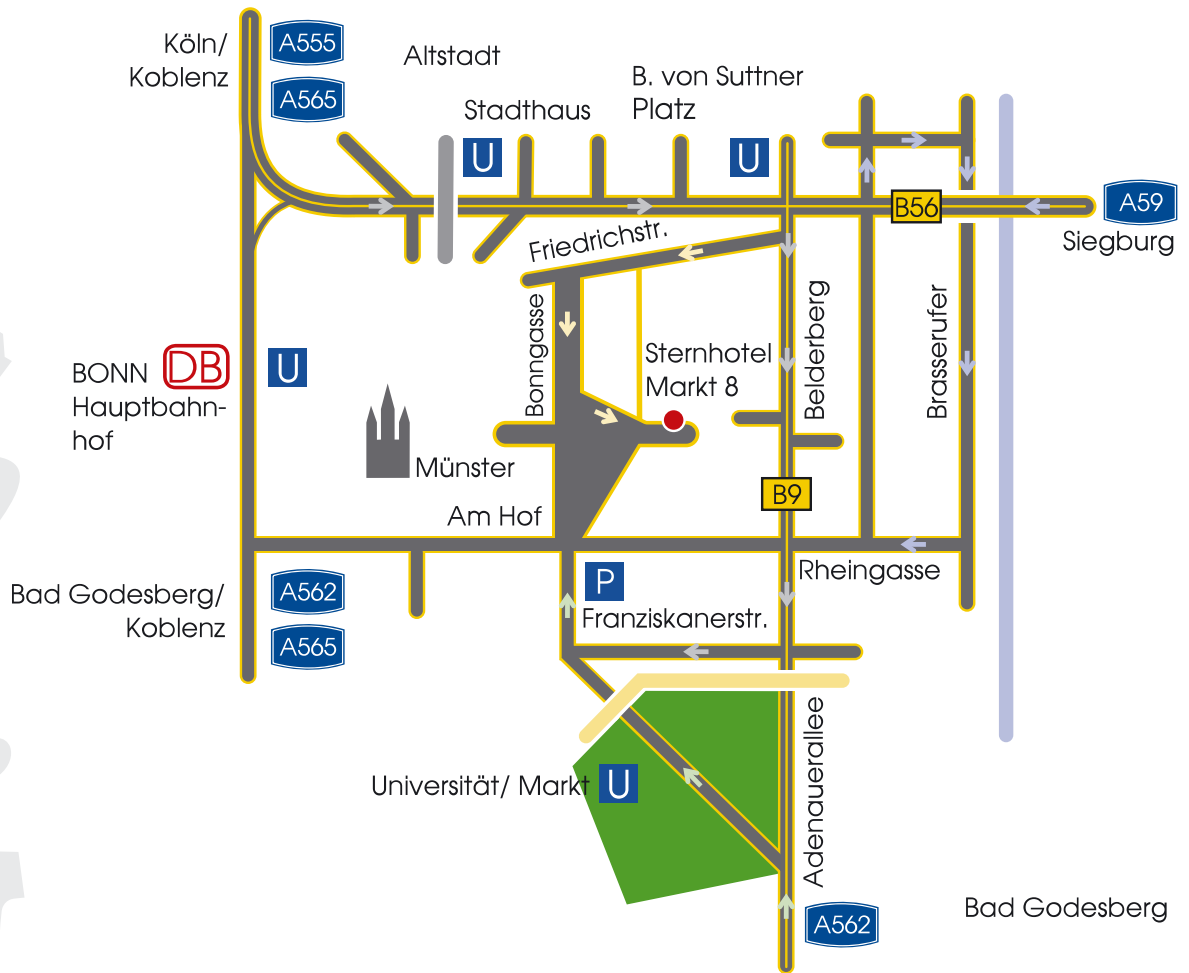 Köln/
Koblenz
A555
A565
Altstadt
Stadthaus
U
B. von Suttner
Platz
U
B56
A59
Siegburg
Friedrichstr.
Bonngasse
Sternhotel
Markt 8
Belderberg
Brasserufer
BONN DB
Hauptbahn-
hof
U
Münster
Am Hof
B9
Rheingasse
P
Franziskanerstr.
Bad Godesberg/
Koblenz
A562
A565
Universität/ Markt U
Adenauerallee
A562
Bad Godesberg